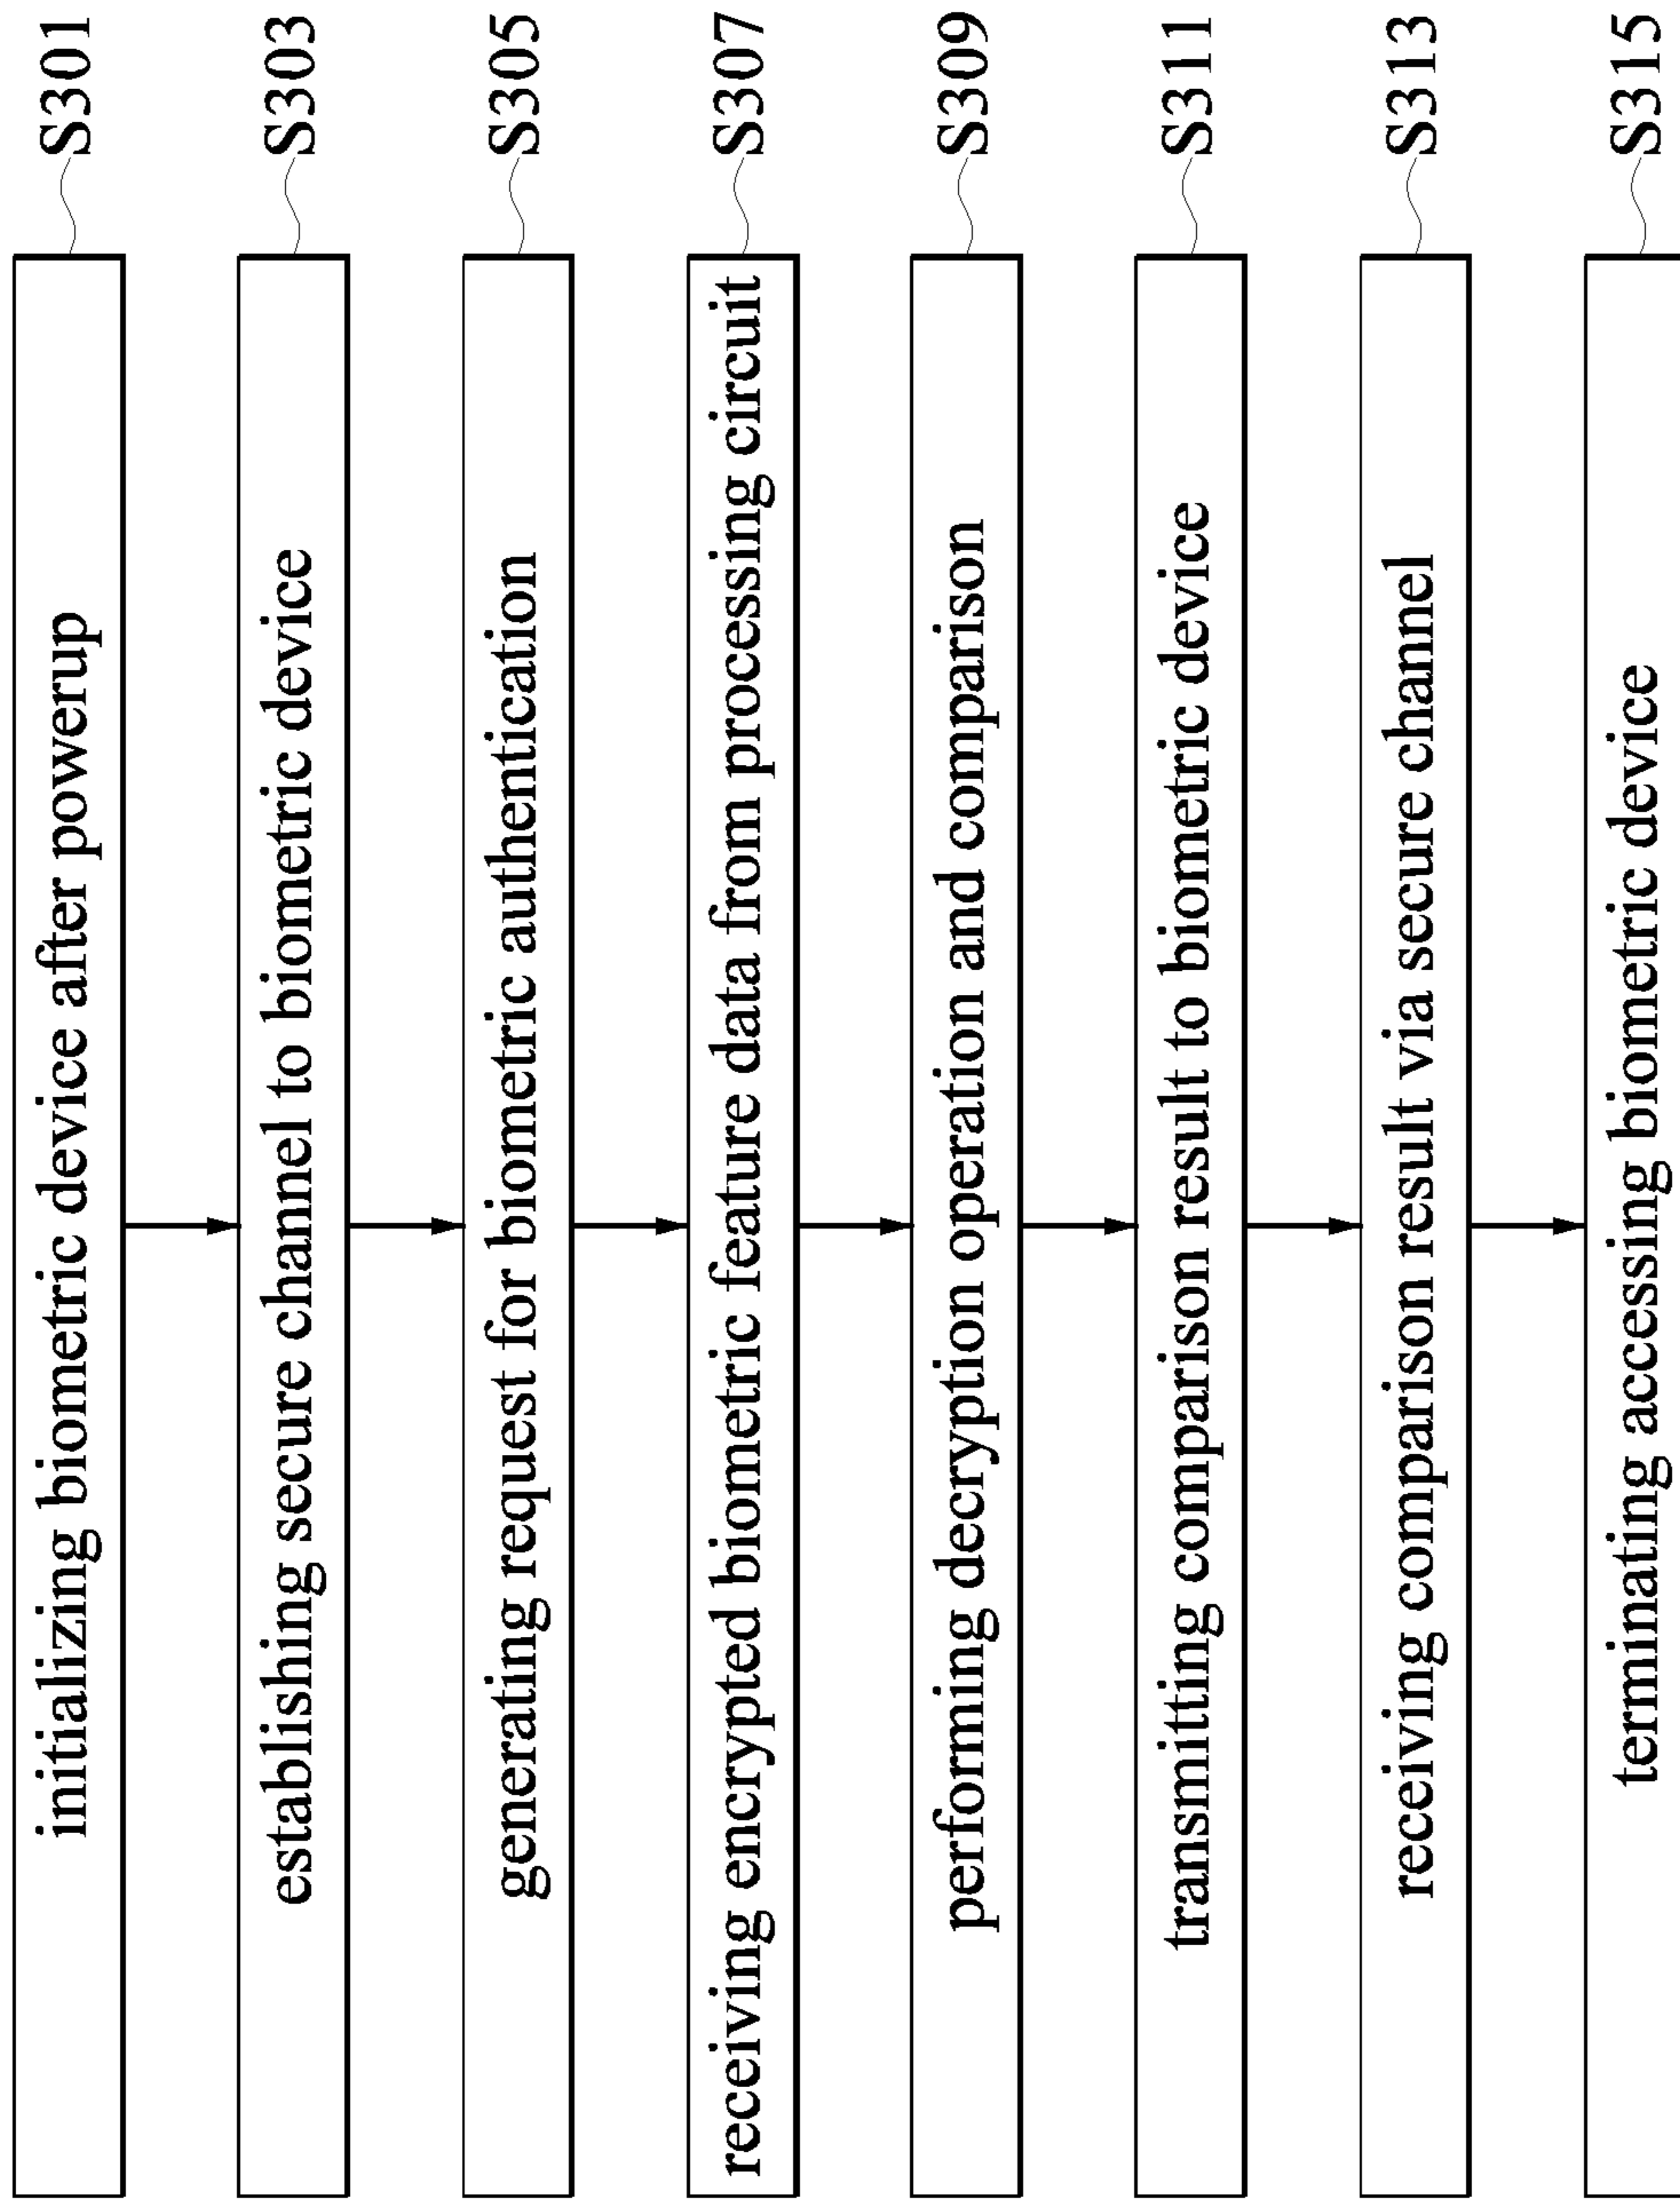 initializing biometric device after powerup S301
establishing secure channel to biometric device S303
generating request for biometric authentication S305
receiving encrypted biometric feature data from processing circuit S307
performing decryption operation and comparison S309
transmitting comparison result to biometric device S311
receiving comparison result via secure channel S313
terminating accessing biometric device S315